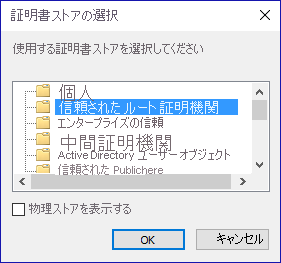 証明書ストアの選択
使用する証明書ストアを選択してください
個人
信頼されたルート証明機関
エンタープライズの信頼
中間証明機関
Active Directory ユーザー オブジェクト
信頼された Publichere
物理ストアを表示する
OK
キャンセル